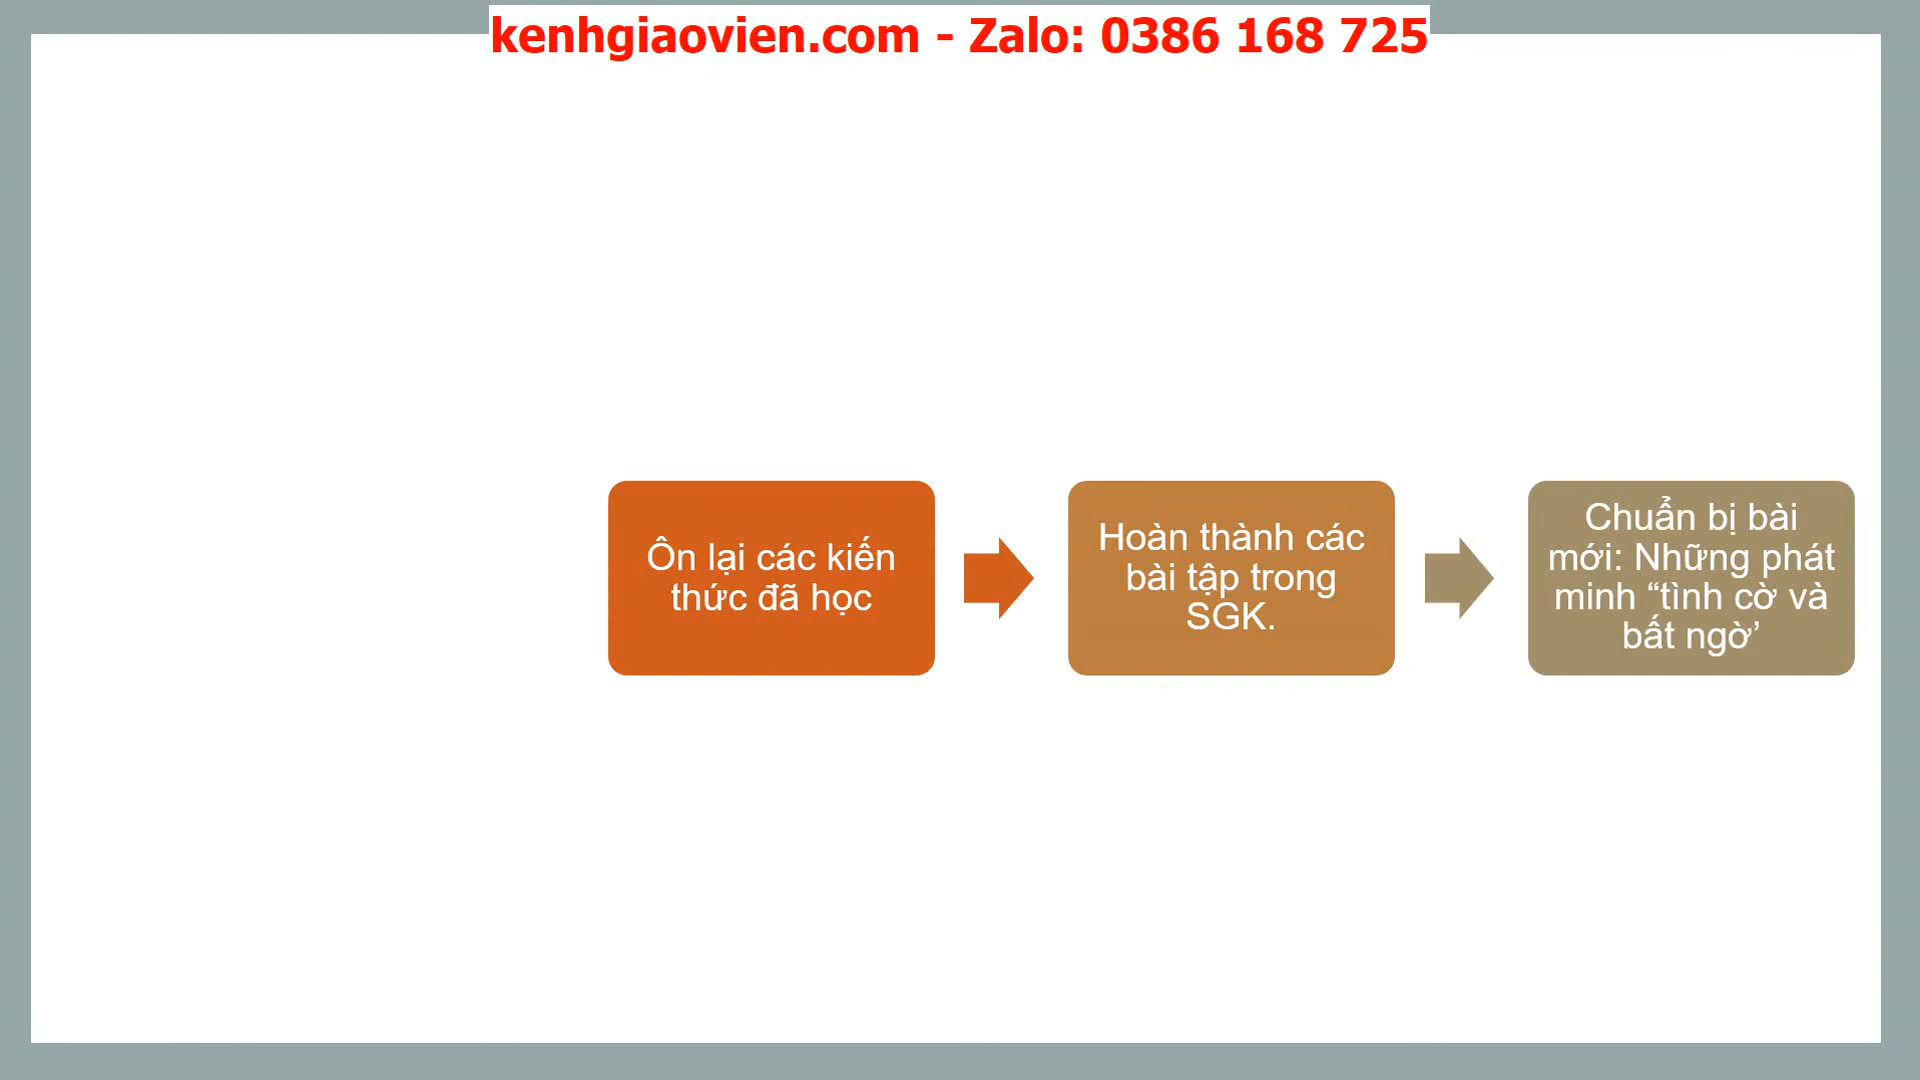 kenhgiaovien.com - Zalo: 0386 168 725
Ôn lại các kiến
thức đã học
Hoàn thành các
bài tập trong
SGK.
Chuẩn bị bài
mới: Những phát
minh “tình cờ và
bất ngờ’